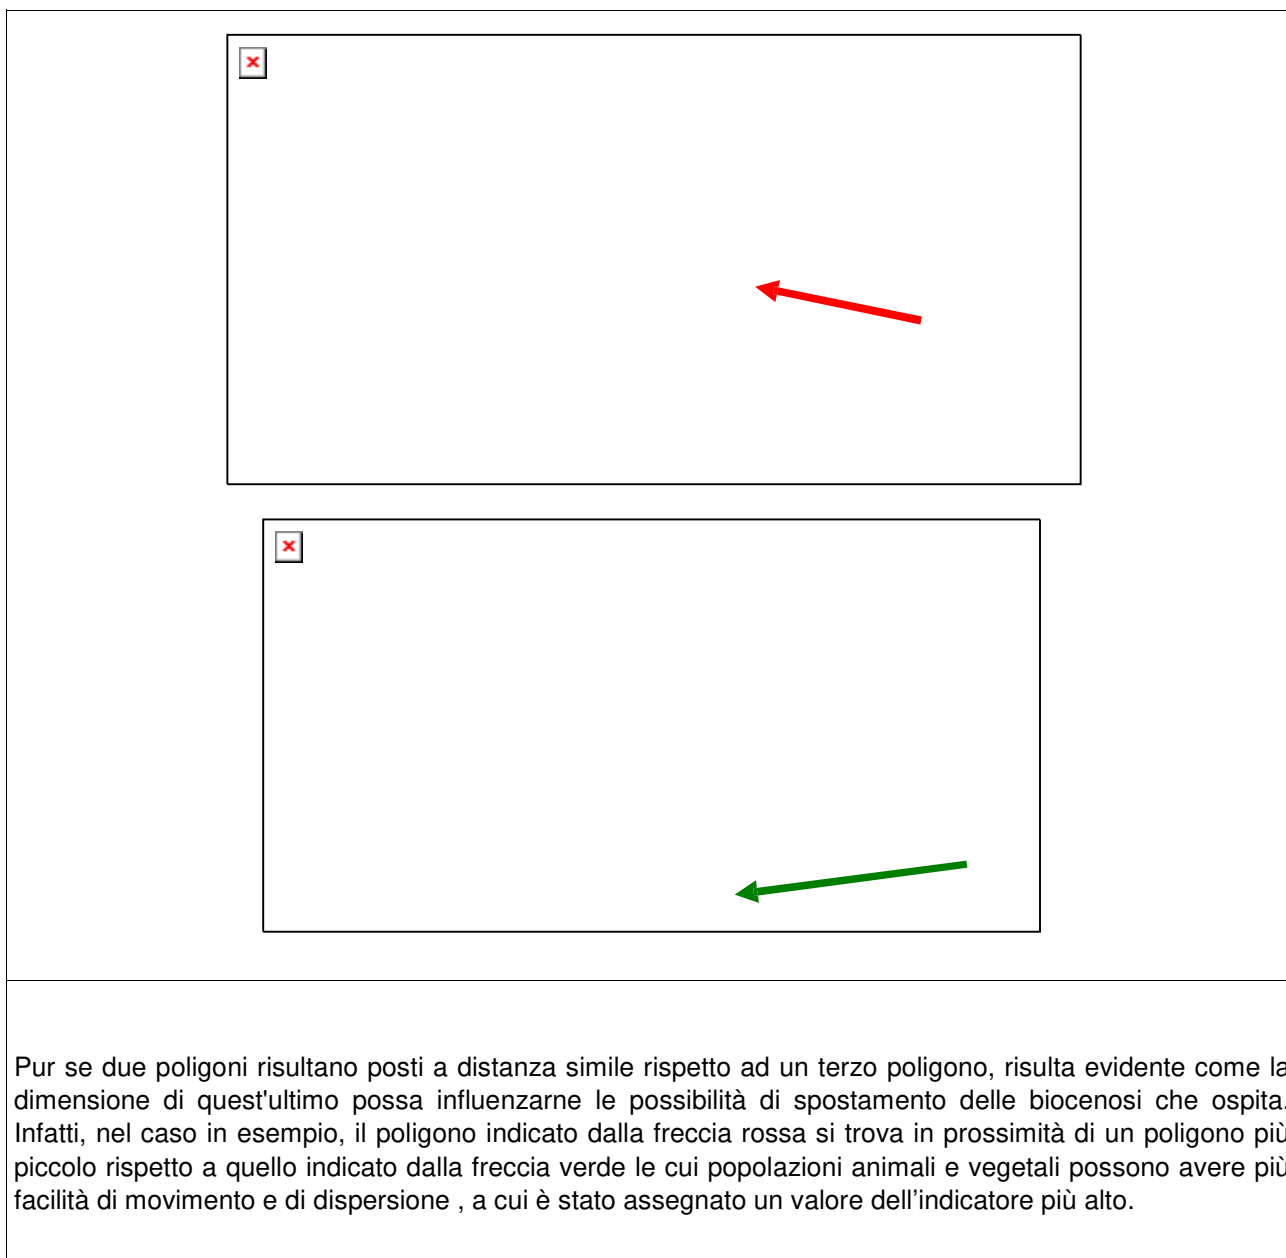 Pur se due poligoni risultano posti a distanza simile rispetto ad un terzo poligono, risulta evidente come la
dimensione di quest'ultimo possa influenzarne le possibilità di spostamento delle biocenosi che ospita.
Infatti, nel caso in esempio, il poligono indicato dalla freccia rossa si trova in prossimità di un poligono più
piccolo rispetto a quello indicato dalla freccia verde le cui popolazioni animali e vegetali possono avere più
facilità di movimento e di dispersione , a cui è stato assegnato un valore dell’indicatore più alto.